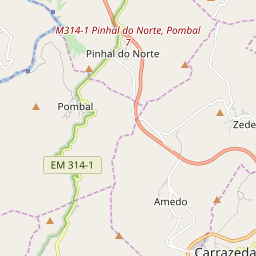 M314-1 Pinhal do Norte, Pombal
7
Pinhal do Norte
Pombal
Zede
EM 314-1
Amedo
Carrazeda